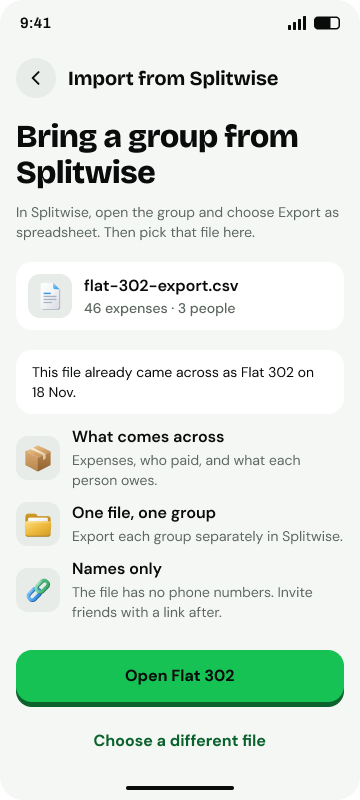 9:41
Import from Splitwise
Bring a group from
Splitwise
In Splitwise, open the group and choose Export as
spreadsheet. Then pick that file here.
flat-302-export.csv
46 expenses · 3 people
This file already came across as Flat 302 on
18 Nov.
What comes across
Expenses, who paid, and what each
person owes.
One file, one group
Export each group separately in Splitwise.
Names only
The file has no phone numbers. Invite
friends with a link after.
Open Flat 302
Choose a different file